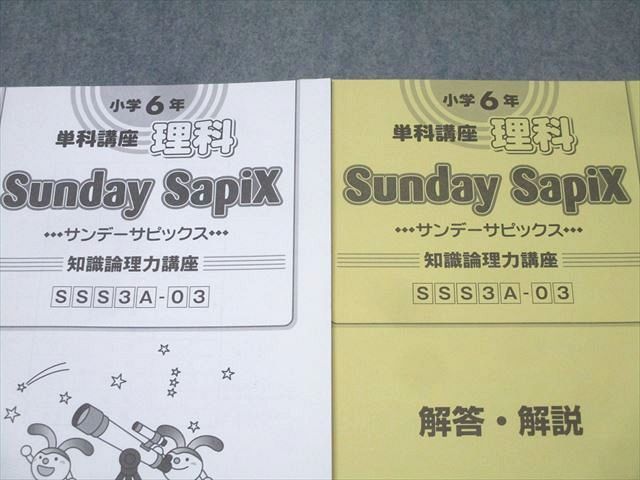 小学6年
単科講座 理科
Sunday SapiX
サンデーサピックス
知識論理力講座
SSS3A-03
小学6年
単科講座 理科
Sunday SapiX
サンデーサピックス
知識論理力講座
SSS3A-03
解答・解説